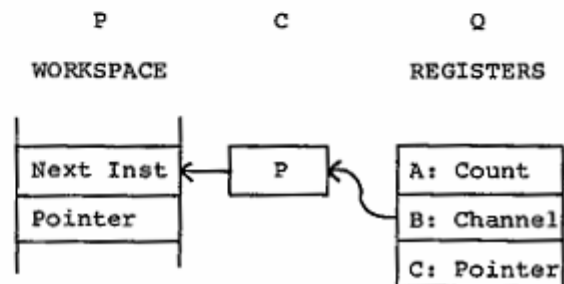 P C Q
WORKSPACE REGISTERS
Next Inst P A: Count
Pointer B: Channel
C: Pointer